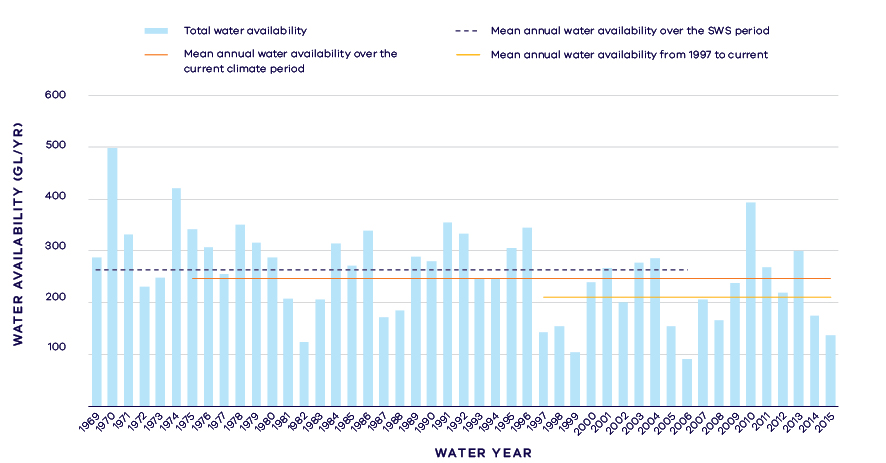 Total water availability
Mean annual water availability over the SWS period
Mean annual water availability over the
current climate period
Mean annual water availability from 1997 to current
WATER AVAILABILITY (GL/YR)
600
500
400
300
200
100
1969 1970 1971 1972 1973 1974 1975 1976 1977 1978 1979 1980 1981 1982 1983 1984 1985 1986 1987 1988 1989 1990 1991 1992 1993 1994 1995 1996 1997 1998 1999 2000 2001 2002 2003 2004 2005 2006 2007 2008 2009 2010 2011 2012 2013 2014 2015
WATER YEAR